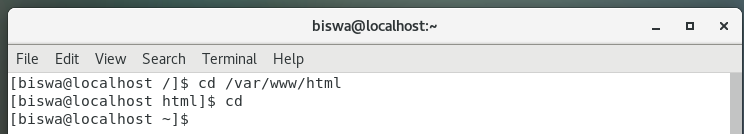 biswa@localhost:~
File Edit View Search Terminal Help
[biswa@localhost /]$ cd /var/www/html
[biswa@localhost html]$ cd
[biswa@localhost ~]$